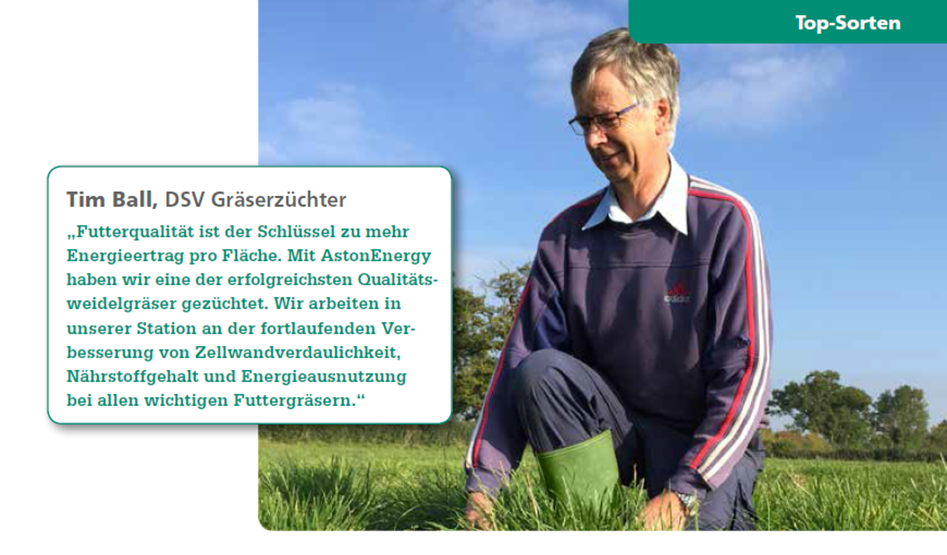 Top-Sorten
Tim Ball, DSV Gräserzüchter
„Futterqualität ist der Schlüssel zu mehr
Energieertrag pro Fläche. Mit AstonEnergy
haben wir eine der erfolgreichsten Qualitäts-
weidelgräser gezüchtet. Wir arbeiten in
unserer Station an der fortlaufenden Ver-
besserung von Zellwandverdaulichkeit,
Nährstoffgehalt und Energieausnutzung
bei allen wichtigen Futtergräsern.“
adidas